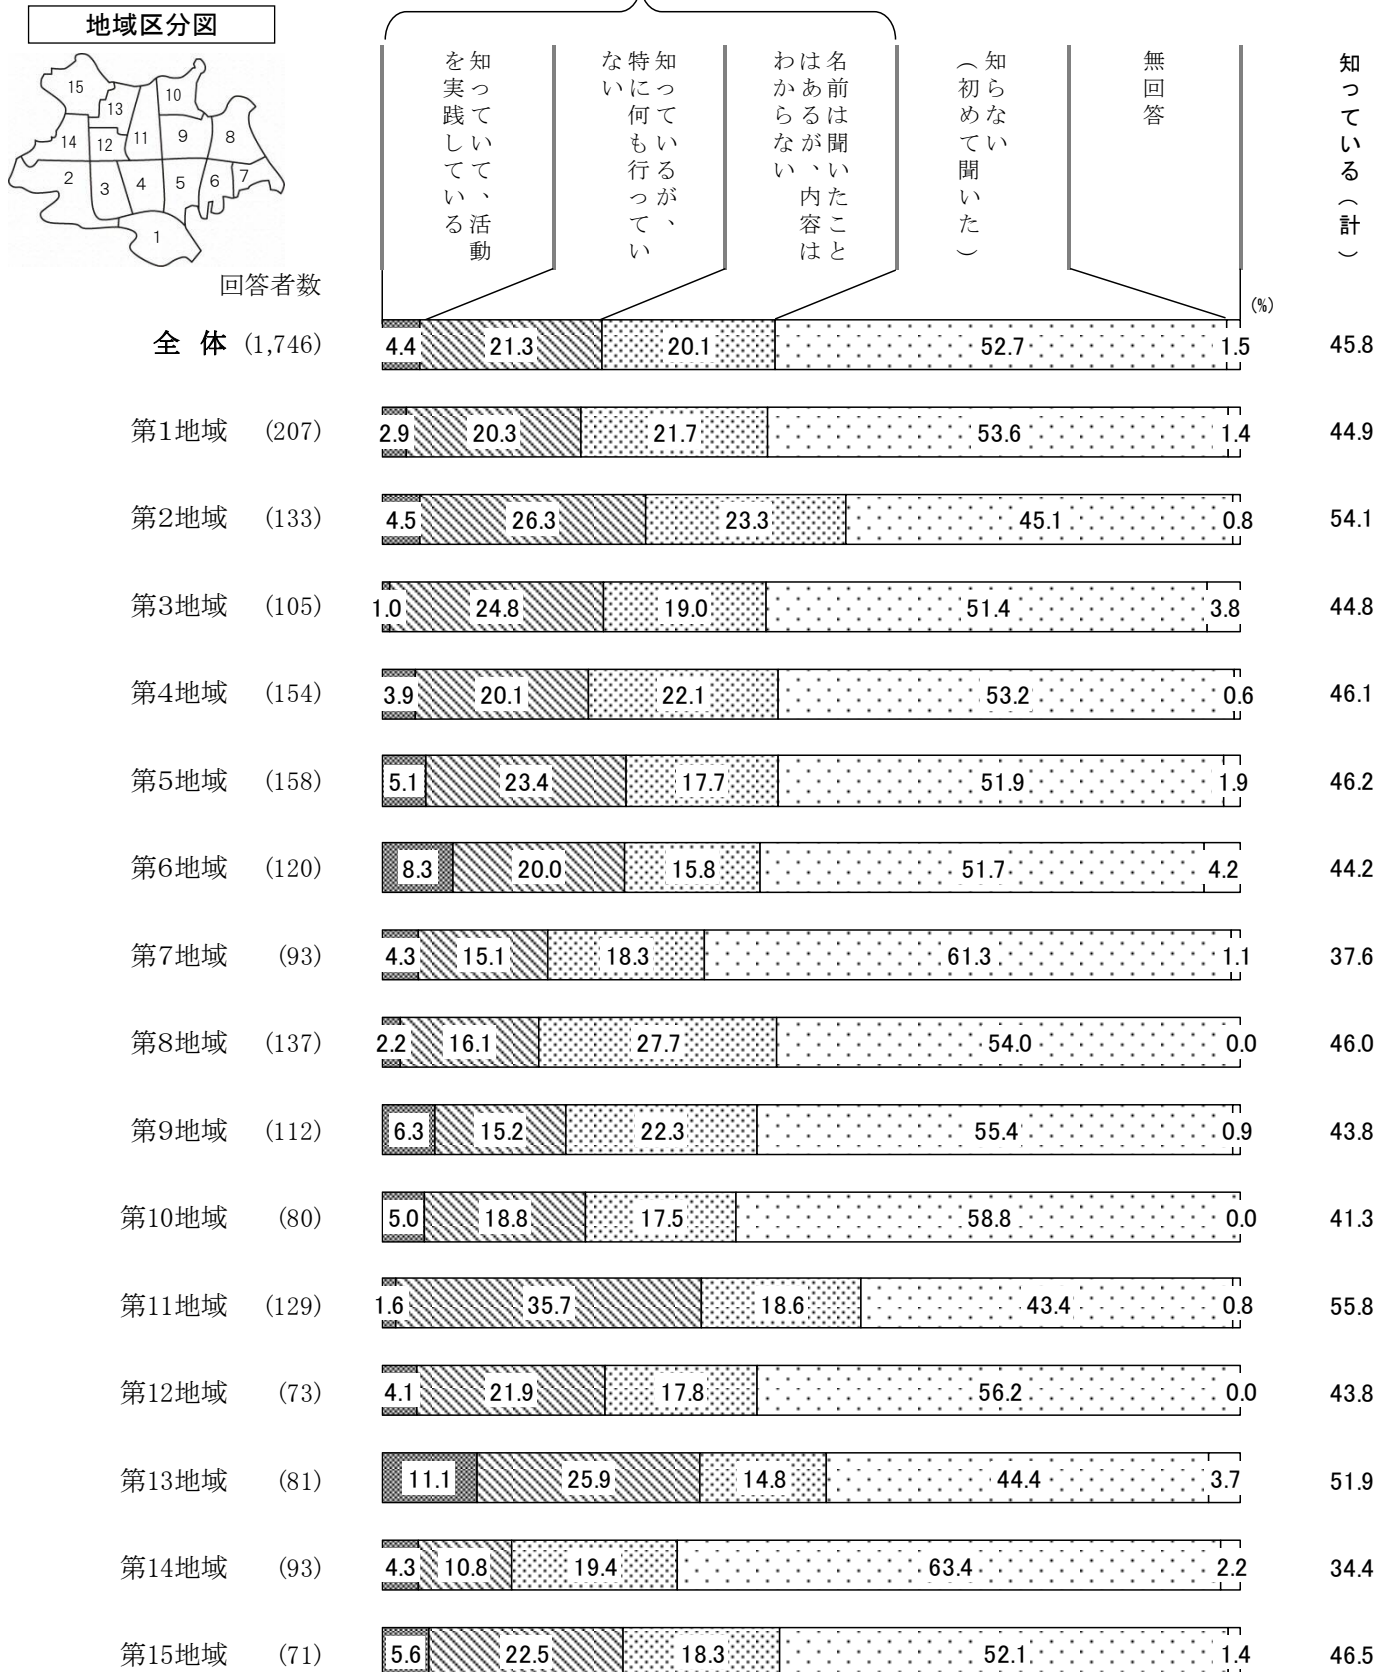 地域区分図
15
13
10
14
12
11
9
8
2
3
4
5
6
7
1
知っていて、活動
を実践している
知っているが、
特に何も行ってい
ない
名前は聞いたこと
はあるが、内容は
わからない
知らない
（初めて聞いた）
無回答
知っている（計）
回答者数
(%)
全 体 (1,746) 4.4 21.3 20.1 52.7 1.5 45.8
第1地域 (207) 2.9 20.3 21.7 53.6 1.4 44.9
第2地域 (133) 4.5 26.3 23.3 45.1 0.8 54.1
第3地域 (105) 1.0 24.8 19.0 51.4 3.8 44.8
第4地域 (154) 3.9 20.1 22.1 53.2 0.6 46.1
第5地域 (158) 5.1 23.4 17.7 51.9 1.9 46.2
第6地域 (120) 8.3 20.0 15.8 51.7 4.2 44.2
第7地域 (93) 4.3 15.1 18.3 61.3 1.1 37.6
第8地域 (137) 2.2 16.1 27.7 54.0 0.0 46.0
第9地域 (112) 6.3 15.2 22.3 55.4 0.9 43.8
第10地域 (80) 5.0 18.8 17.5 58.8 0.0 41.3
第11地域 (129) 1.6 35.7 18.6 43.4 0.8 55.8
第12地域 (73) 4.1 21.9 17.8 56.2 0.0 43.8
第13地域 (81) 11.1 25.9 14.8 44.4 3.7 51.9
第14地域 (93) 4.3 10.8 19.4 63.4 2.2 34.4
第15地域 (71) 5.6 22.5 18.3 52.1 1.4 46.5